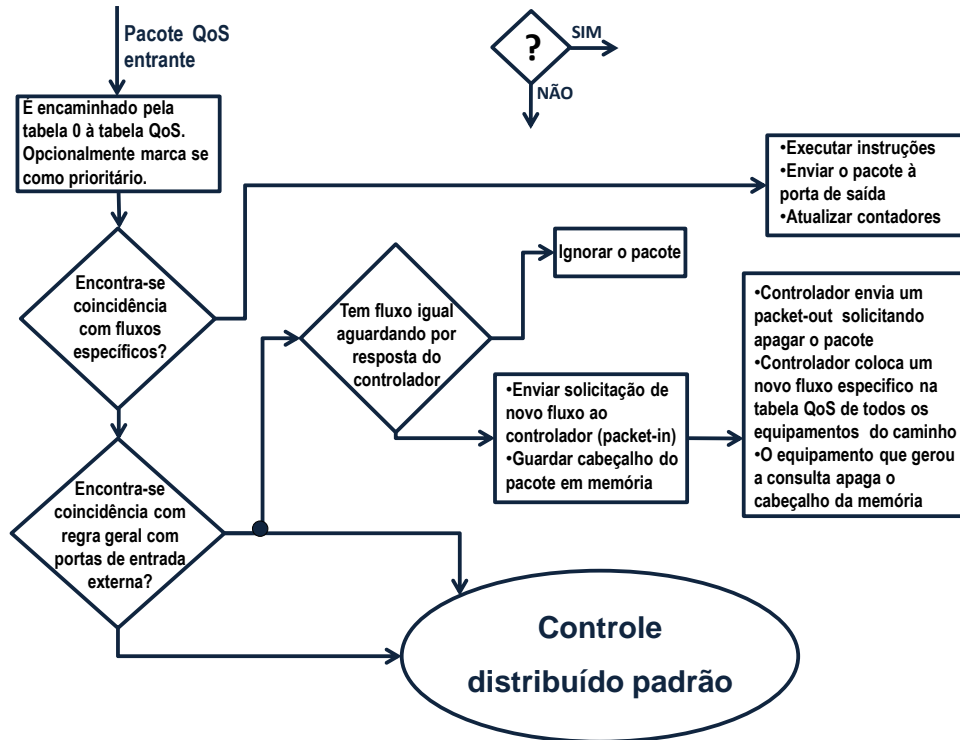 Pacote QoS
entrante
?
SIM
NÃO
É encaminhado pela
tabela 0 à tabela QoS.
Opcionalmente marca se
como prioritário.
•Executar instruções
•Enviar o pacote à
porta de saída
•Atualizar contadores
Encontra-se
coincidência
com fluxos
específicos?
Ignorar o pacote
Tem fluxo igual
aguardando por
resposta do
controlador
•Enviar solicitação de
novo fluxo ao
controlador (packet-in)
•Guardar cabeçalho do
pacote em memória
•Controlador envia um
packet-out solicitando
apagar o pacote
•Controlador coloca um
novo fluxo especifico na
tabela QoS de todos os
equipamentos do caminho
•O equipamento que gerou
a consulta apaga o
cabeçalho da memória
Encontra-se
coincidência com
regra geral com
portas de entrada
externa?
Controle
distribuído padrão